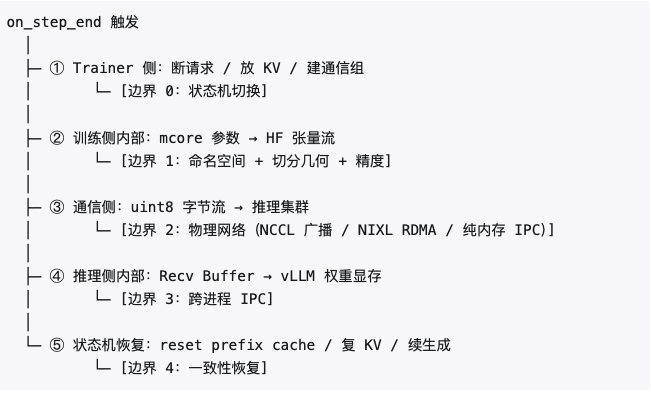 on_step_end 触发
│
├─ ① Trainer 侧：断请求 / 放 KV / 建通信组
│      └─ [边界 0：状态机切换]
│
├─ ② 训练侧内部：mcore 参数 → HF 张量流
│      └─ [边界 1：命名空间 + 切分几何 + 精度]
│
├─ ③ 通信侧：uint8 字节流 → 推理集群
│      └─ [边界 2：物理网络（NCCL 广播 / NIXL RDMA / 纯内存 IPC）]
│
├─ ④ 推理侧内部：Recv Buffer → vLLM 权重显存
│      └─ [边界 3：跨进程 IPC]
│
└─ ⑤ 状态机恢复：reset prefix cache / 复 KV / 续生成
       └─ [边界 4：一致性恢复]